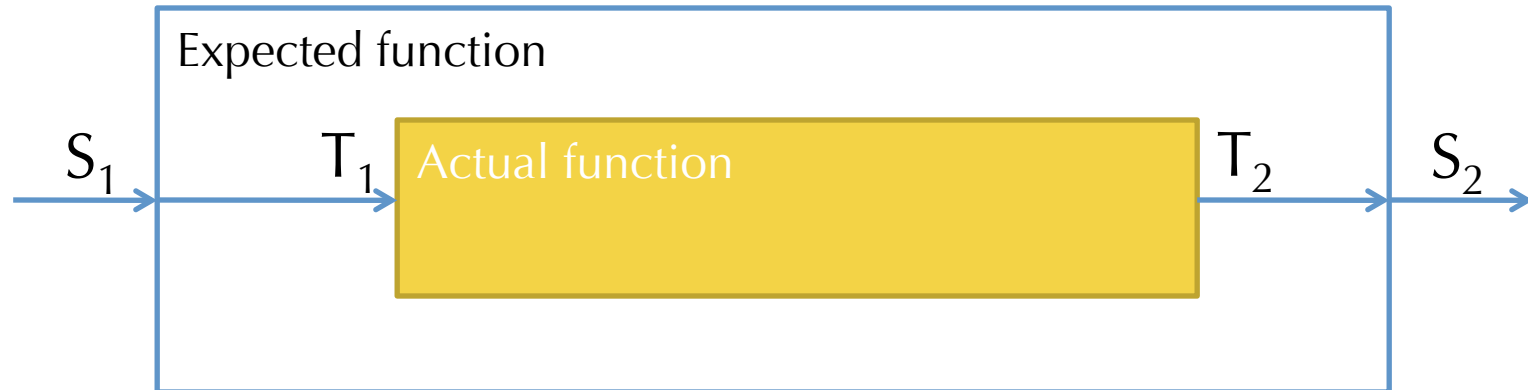 Expected function
S₁ T₁ Actual function T₂ S₂